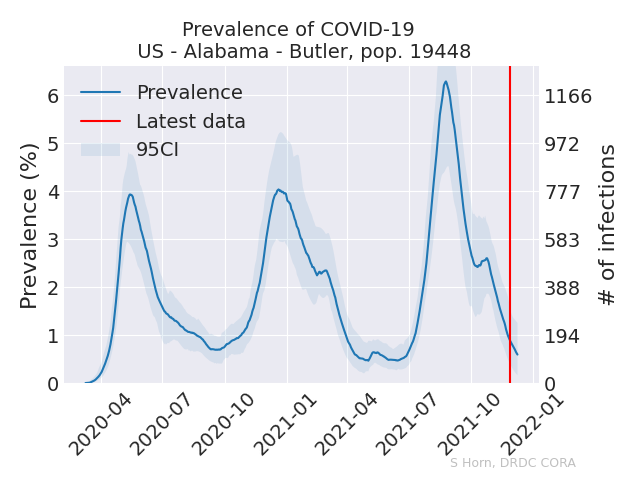 Prevalence of COVID-19
US - Alabama - Butler, pop. 19448
Prevalence
Latest data
95CI
Prevalence (%)
6
5
4
3
2
1
0
1166
972
777
583
388
194
0
# of infections
2020-04
2020-07
2020-10
2021-01
2021-04
2021-07
2021-10
2022-01
S Horn, DRDC CORA